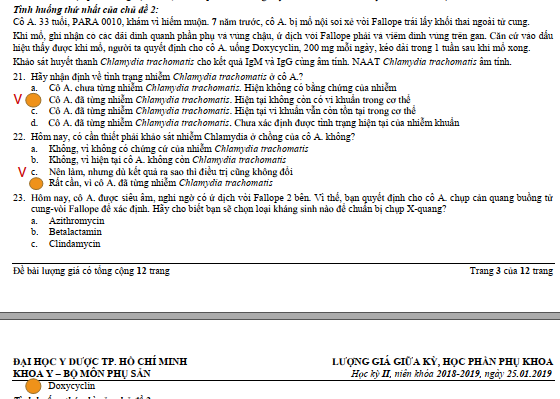 Tình huống thứ nhất của chủ đề 2:
Cô A. 33 tuổi, PARA 0010, khám vì hiếm muộn. 7 năm trước, cô A. bị mổ nội soi xẻ vòi Fallope trái lấy khối thai ngoài tử cung.
Khi mổ, ghi nhận có các dải dính quanh phần phụ và vùng chậu, ứ dịch vòi Fallope phải và viêm dính vùng trên gan. Căn cứ vào dấu
hiệu thấy được khi mổ, người ta quyết định cho cô A. uống Doxycyclin, 200 mg mỗi ngày, kéo dài trong 1 tuần sau khi mổ xong.
Khảo sát huyết thanh Chlamydia trachomatis cho kết quả IgM và IgG cùng âm tính. NAAT Chlamydia trachomatis âm tính.
21. Hãy nhận định về tình trạng nhiễm Chlamydia trachomatis ở cô A.?
a. Cô A. chưa từng nhiễm Chlamydia trachomatis. Hiện không có bằng chứng của nhiễm
V Cô A. đã từng nhiễm Chlamydia trachomatis. Hiện tại không còn có vi khuẩn trong cơ thể
c. Cô A. đã từng nhiễm Chlamydia trachomatis. Hiện tại vi khuẩn vẫn còn tồn tại trong cơ thể
d. Cô A. đã từng nhiễm Chlamydia trachomatis. Chưa xác định được tình trạng hiện tại của nhiễm khuẩn
22. Hôm nay, có cần thiết phải khảo sát nhiễm Chlamydia ở chồng của cô A. không?
a. Không, vì không có chứng cứ của nhiễm Chlamydia trachomatis
b. Không, vì hiện tại cô A. không còn Chlamydia trachomatis
V c. Nên làm, nhưng dù kết quả ra sao thì điều trị cũng không đổi
Rất cần, vì cô A. đã từng nhiễm Chlamydia trachomatis
23. Hôm nay, cô A. được siêu âm, nghi ngờ có ứ dịch vòi Fallope 2 bên. Vì thế, bạn quyết định cho cô A. chụp cản quang buồng tử
cung-vòi Fallope để xác định. Hãy cho biết bạn sẽ chọn loại kháng sinh nào để chuẩn bị chụp X-quang?
a. Azithromycin
b. Betalactamin
c. Clindamycin
Đề bài lượng giá có tổng cộng 12 trang Trang 3 của 12 trang
ĐẠI HỌC Y DƯỢC TP. HỒ CHÍ MINH LƯỢNG GIÁ GIỮA KỲ, HỌC PHẦN PHỤ KHOA
KHOA Y – BỘ MÔN PHỤ SẢN Học kỳ II, niên khóa 2018-2019, ngày 25.01.2019
Doxycyclin